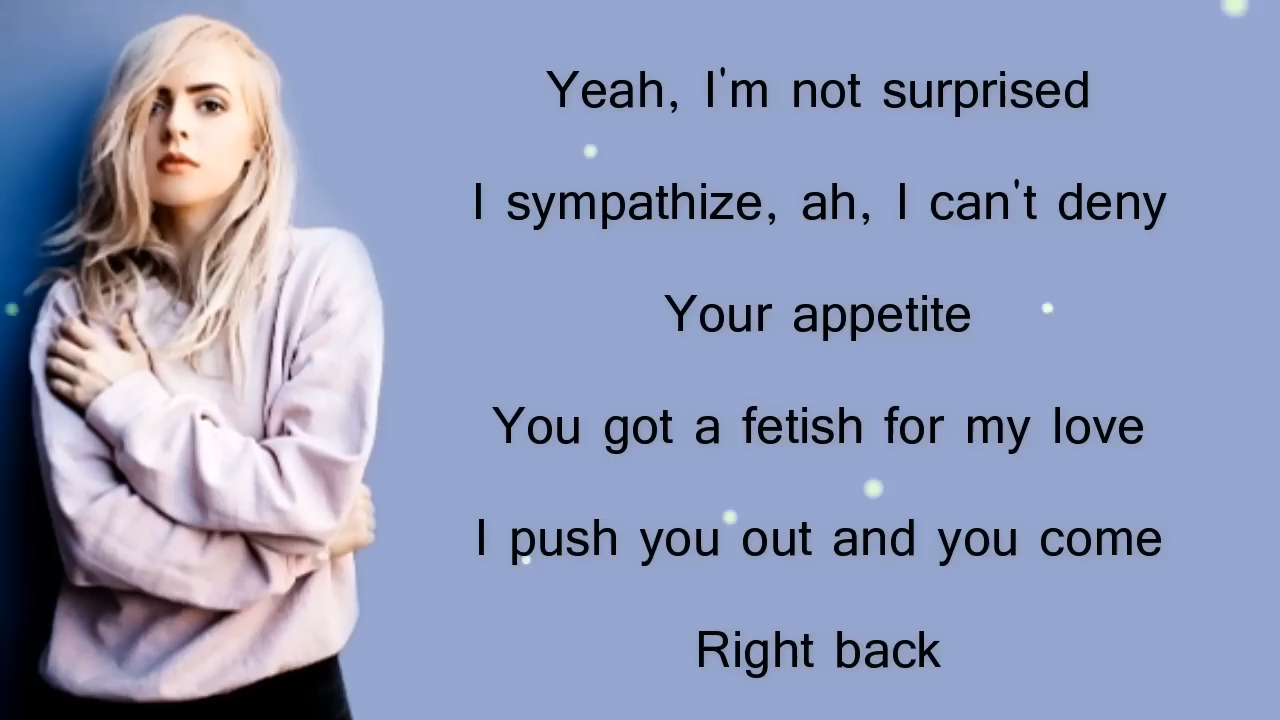 Yeah, I'm not surprised
I sympathize, ah, I can't deny
Your appetite
You got a fetish for my love
I push you out and you come
Right back